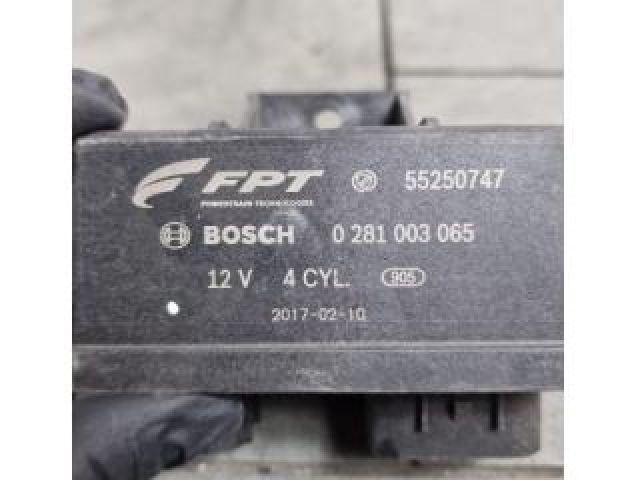 FPT 55250747
POWERTRAIN TECHNOLOGIES
BOSCH 0 281 003 065
12 V 4 CYL. 905
2017-02-10